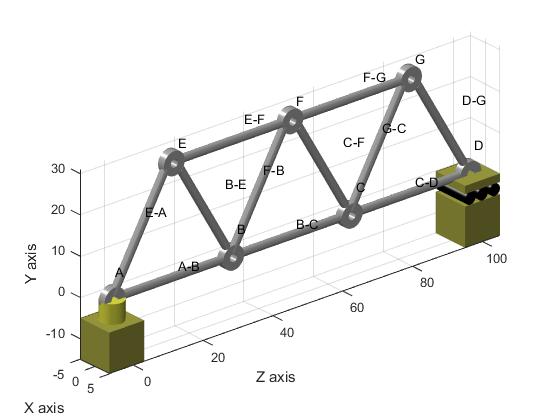 G
F-G
F
D-G
E-F
G-C
E
C-F
D
30
F-B
B-E
C-D
C
20
E-A
B
B-C
10
Y axis
A
A-B
0
100
-10
80
60
40
-5
20
0
0
5
Z axis
X axis